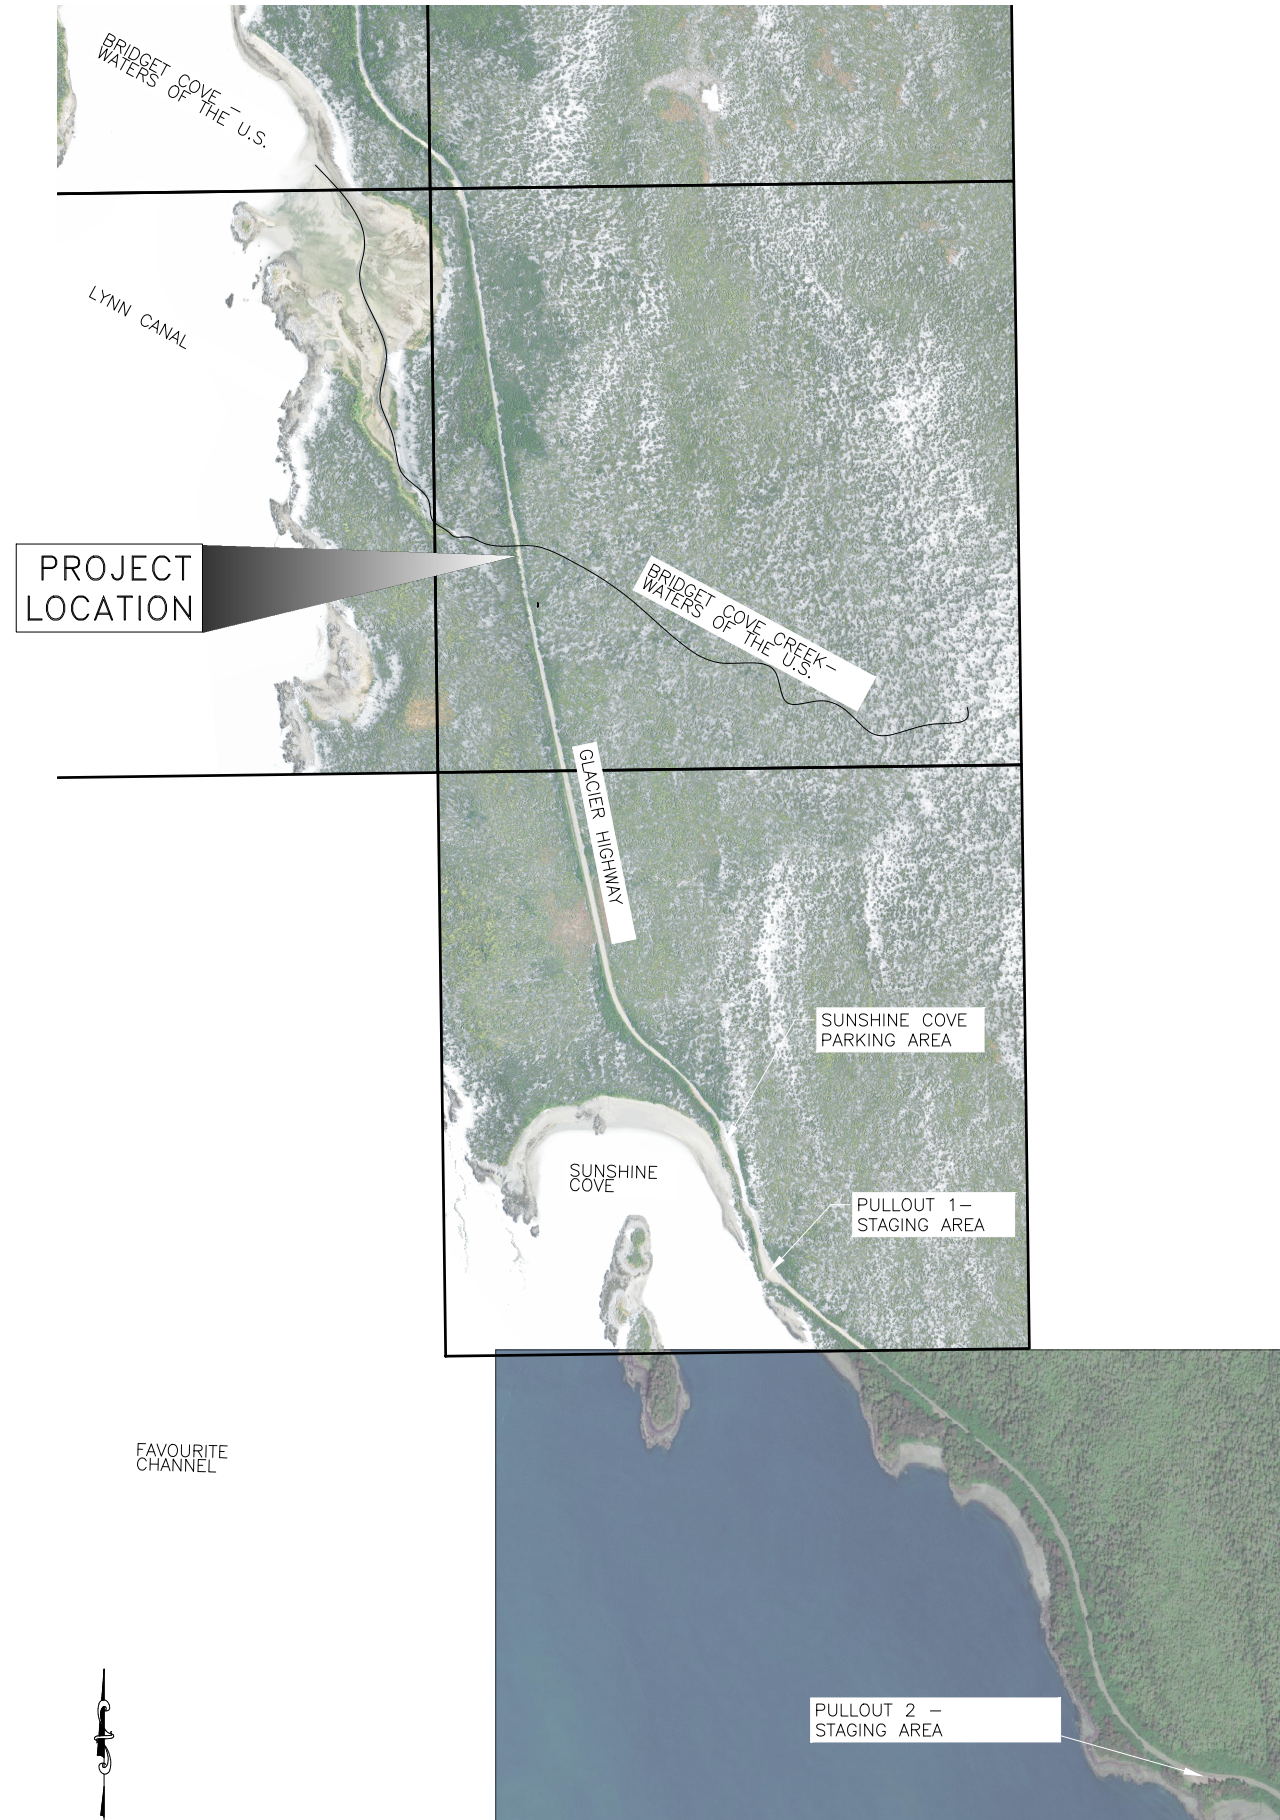 BRIDGET COVE –
WATERS OF THE U.S.
LYNN CANAL
PROJECT
LOCATION
BRIDGET COVE CREEK–
WATERS OF THE U.S.
GLACIER HIGHWAY
SUNSHINE COVE
PARKING AREA
SUNSHINE
COVE
PULLOUT 1–
STAGING AREA
FAVOURITE
CHANNEL
PULLOUT 2 –
STAGING AREA